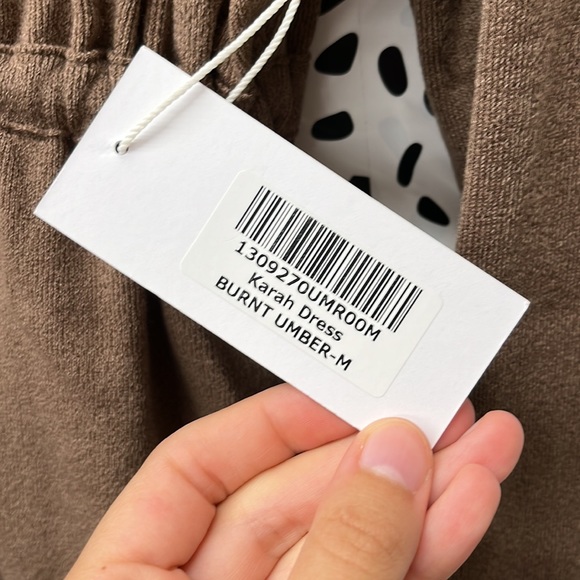 1309270UMR00M
Karah Dress
BURNT UMBER-M